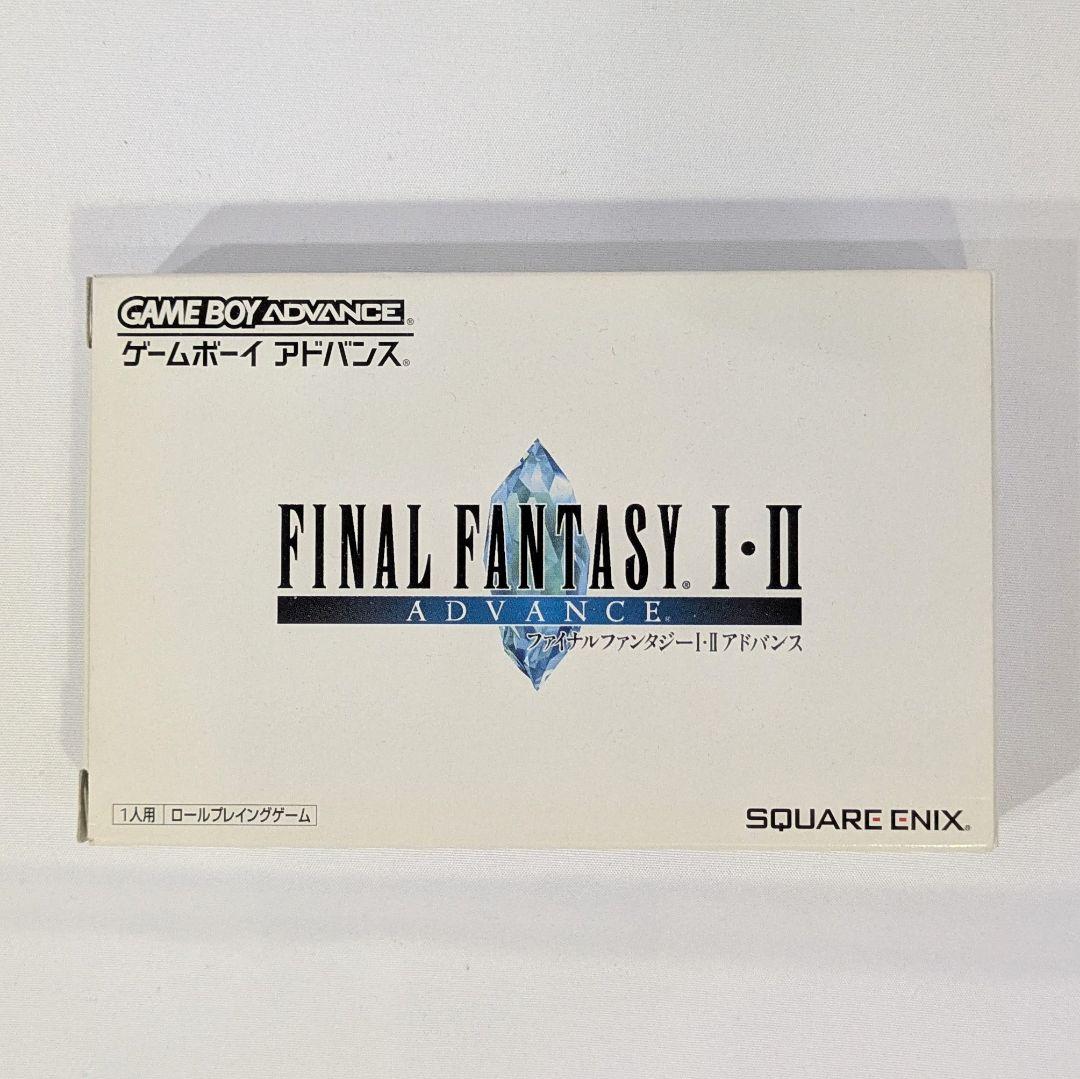 GAME BOY ADVANCE®
ゲームボーイ アドバンス®
FINAL FANTASY® I・II
ADVANCE®
ファイナルファンタジーI・II アドバンス
1人用 ロールプレイングゲーム
SQUARE ENIX®